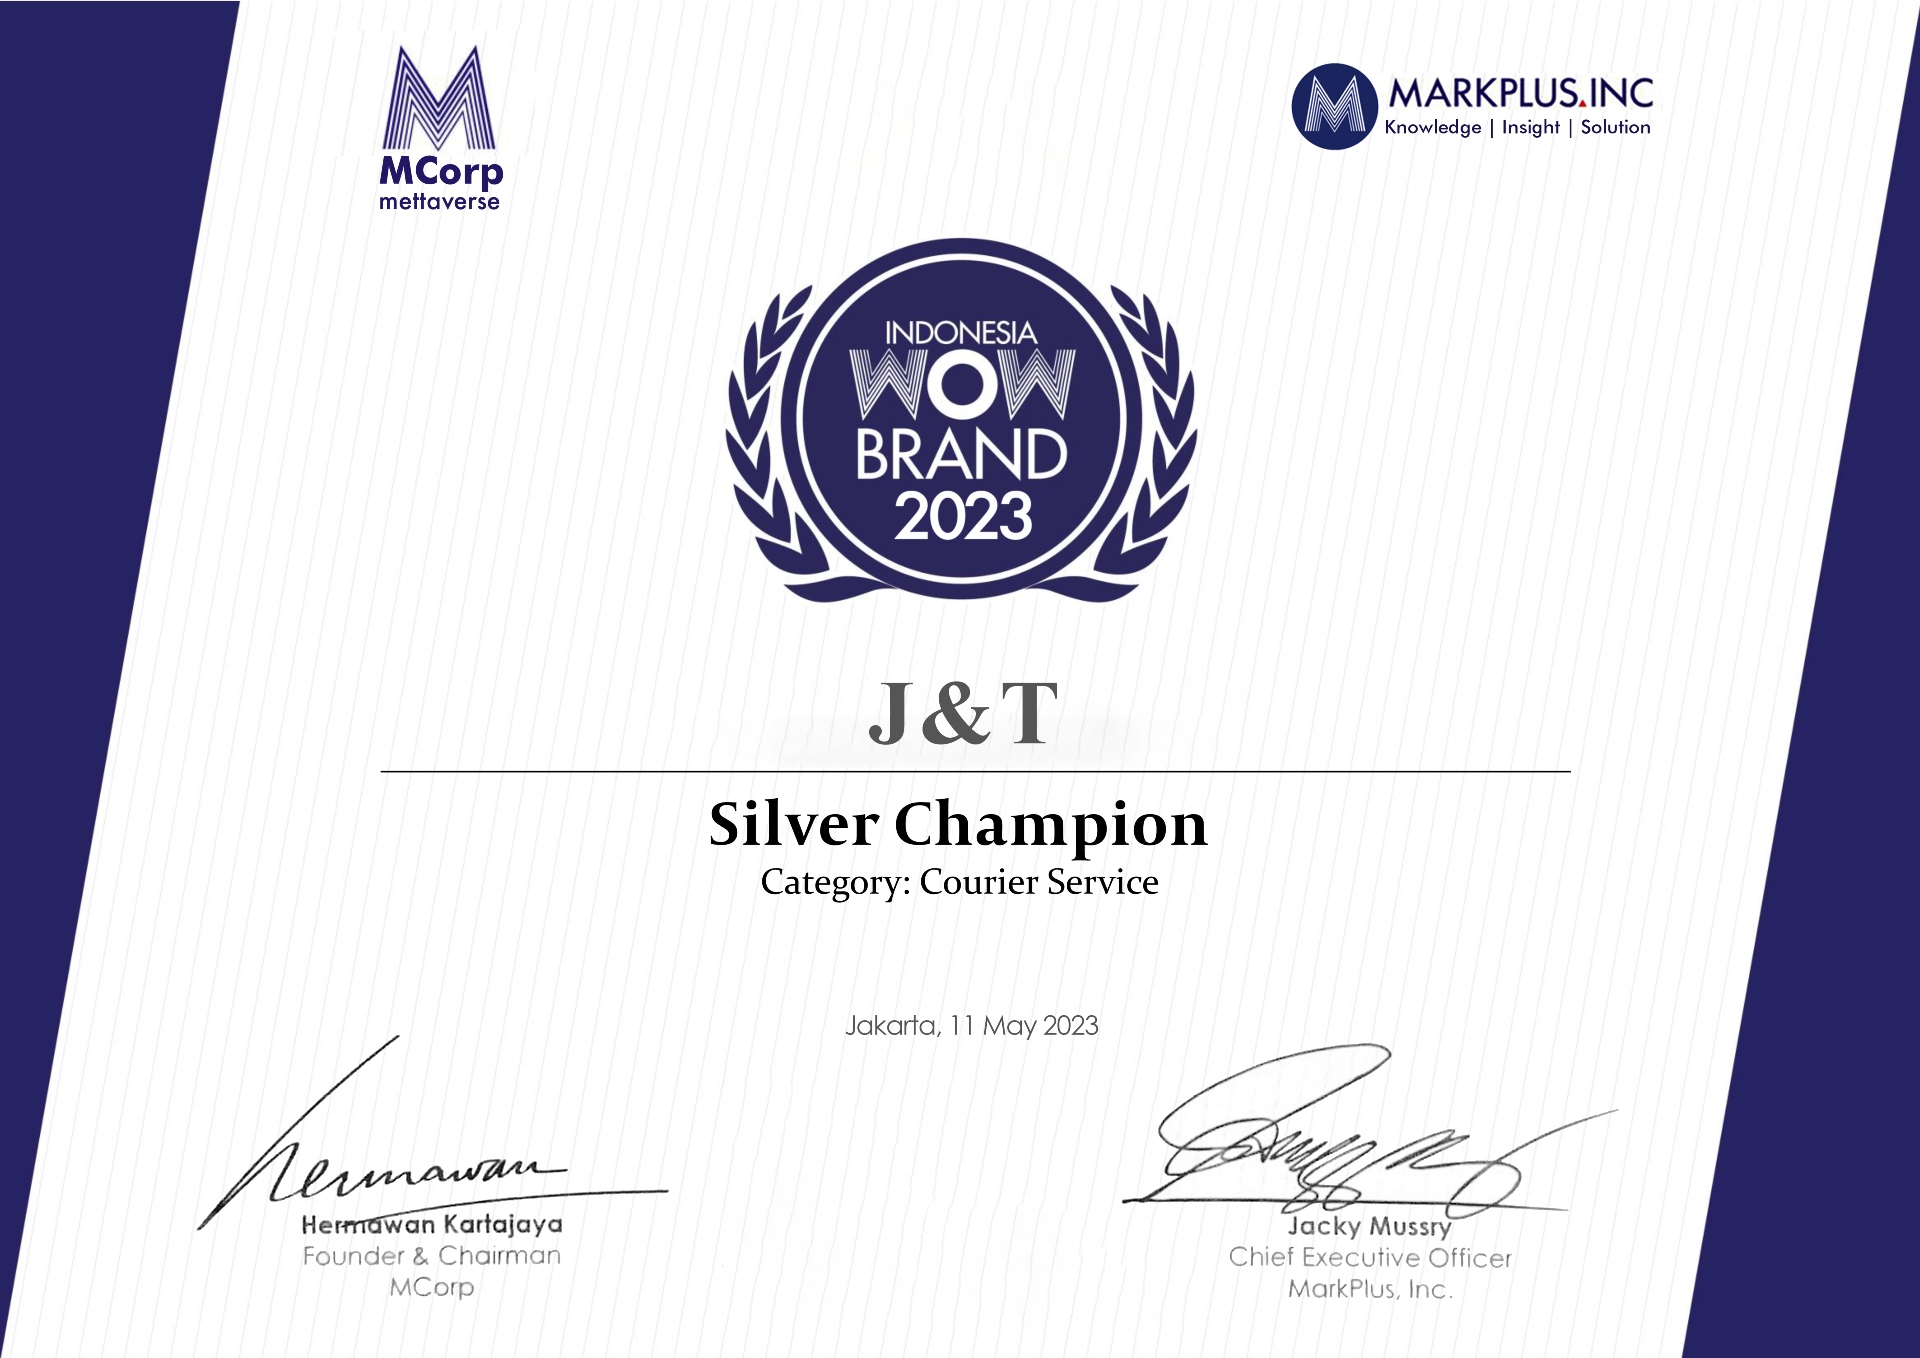 MCorp
mettaverse
MARKPLUS.INC
Knowledge | Insight | Solution
INDONESIA
WOW
BRAND
2023
J&T
Silver Champion
Category: Courier Service
Jakarta, 11 May 2023
Hermawan
Hermawan Kartajaya
Founder & Chairman
MCorp
Jacky Mussry
Chief Executive Officer
MarkPlus, Inc.